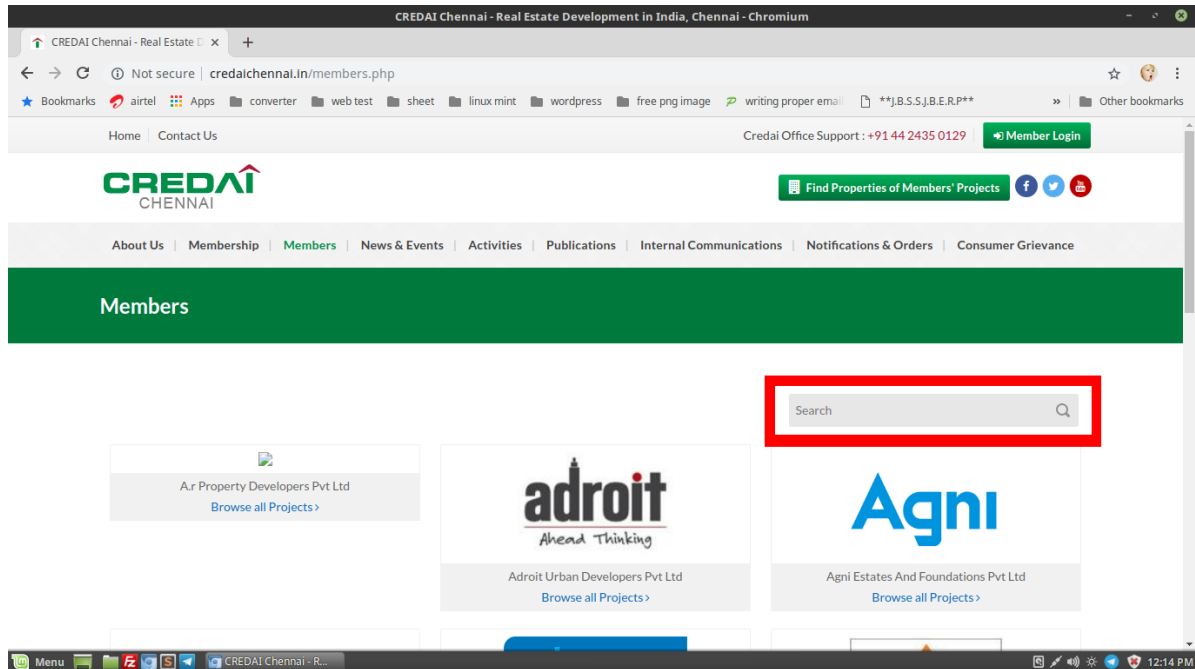 CREDAI Chennai - Real Estate Development in India, Chennai - Chromium
CREDAI Chennai - Real Estate D
Not secure | credaichennai.in/members.php
Bookmarks airtel Apps converter web test sheet linux mint wordpress free png image writing proper email **J.B.S.S.J.B.E.R.P** » Other bookmarks
Home Contact Us Credai Office Support : +91 44 2435 0129 Member Login
CREDAI
CHENNAI
Find Properties of Members' Projects
About Us | Membership | Members | News & Events | Activities | Publications | Internal Communications | Notifications & Orders | Consumer Grievance
Members
Search
A.r Property Developers Pvt Ltd
Browse all Projects >
adroit
Ahead Thinking
Adroit Urban Developers Pvt Ltd
Browse all Projects >
Agni
Agni Estates And Foundations Pvt Ltd
Browse all Projects >
Menu CREDAI Chennai - R... 12:14 PM